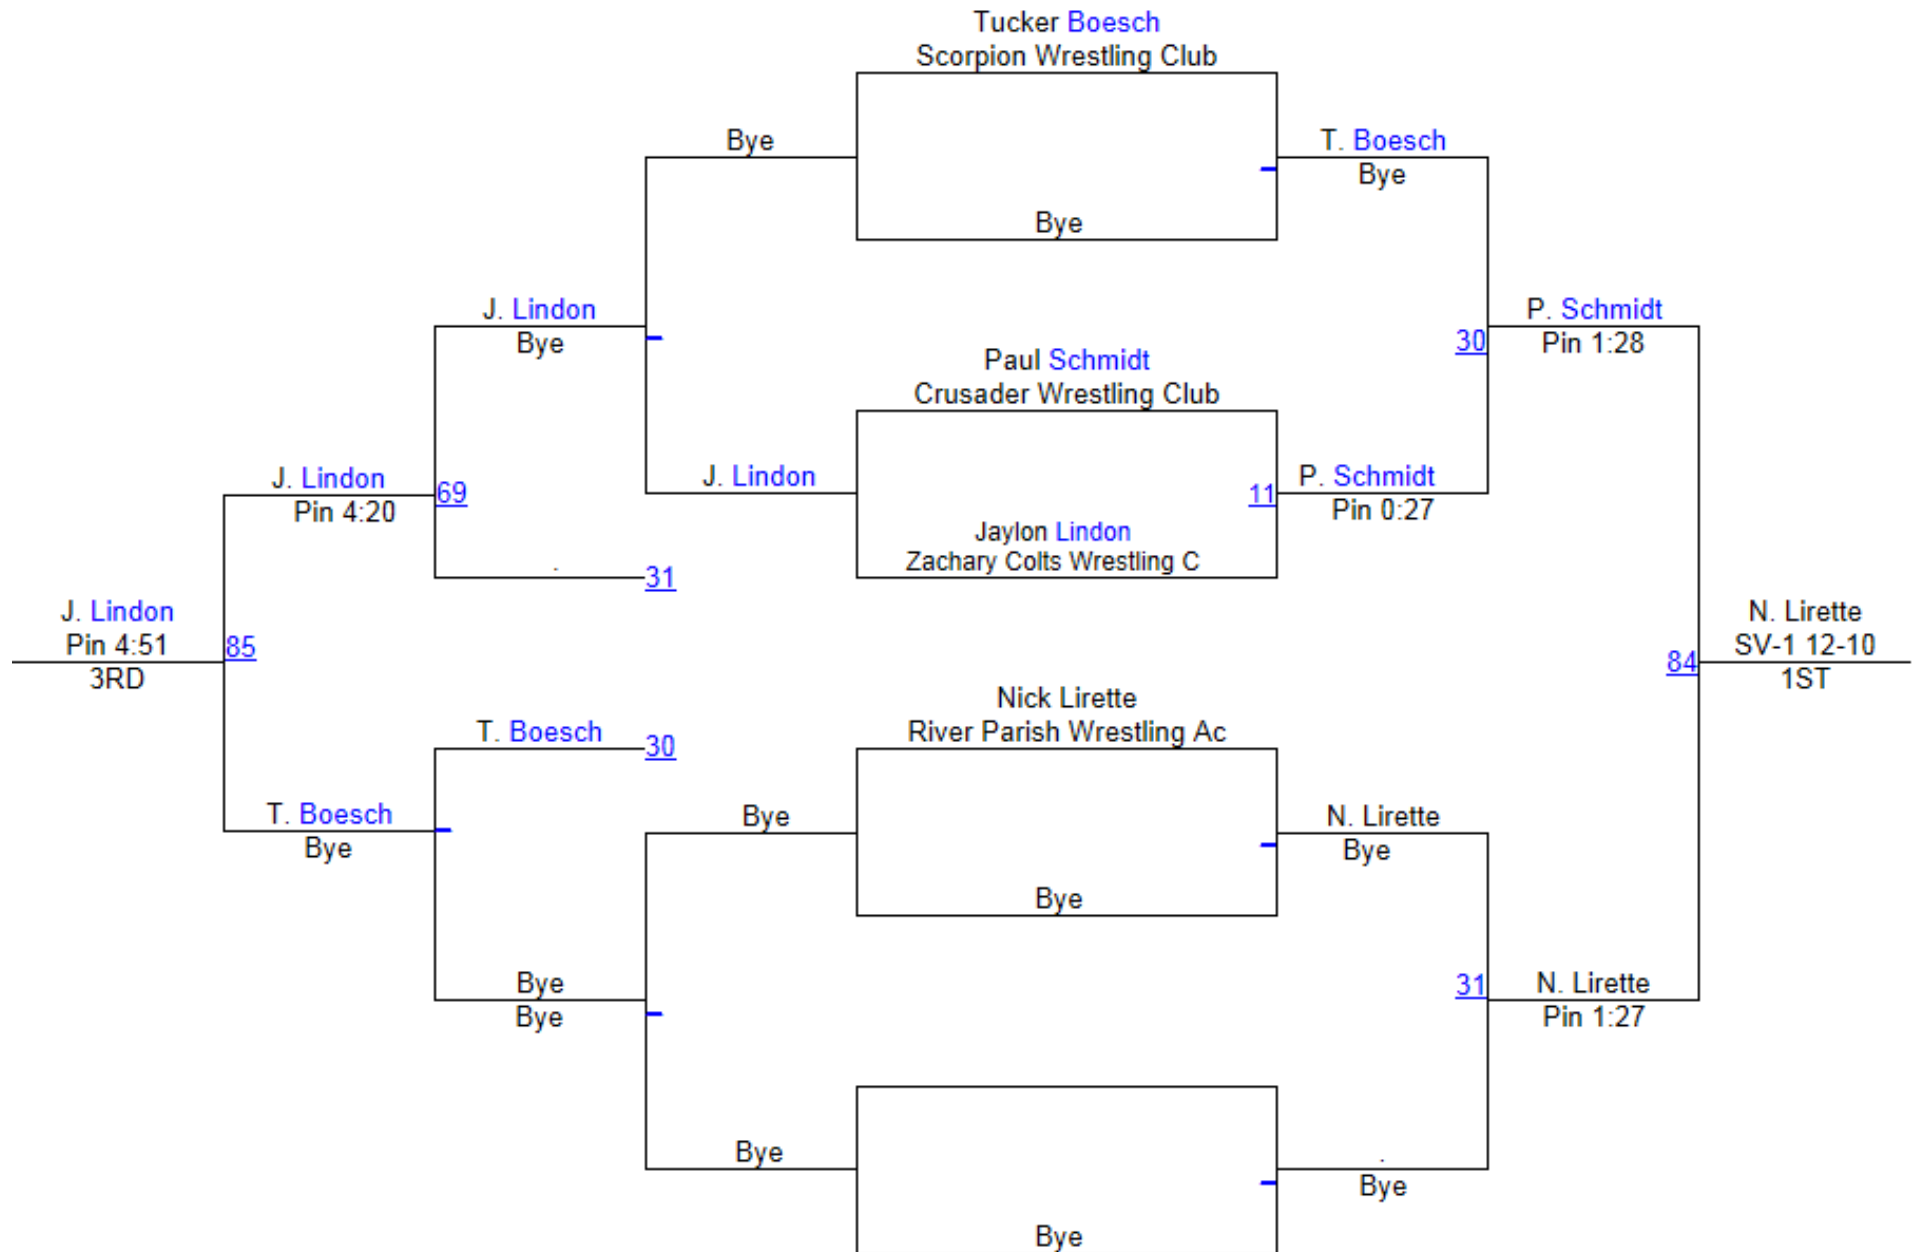 Tucker Boesch
Scorpion Wrestling Club
Bye
T. Boesch
Bye
Bye
J. Lindon
Bye
P. Schmidt
30
Pin 1:28
Paul Schmidt
Crusader Wrestling Club
J. Lindon
Pin 4:20
69
J. Lindon
11
P. Schmidt
Pin 0:27
Jaylon Lindon
Zachary Colts Wrestling C
.
31
J. Lindon
Pin 4:51
3RD
85
N. Lirette
SV-1 12-10
1ST
84
Nick Lirette
River Parish Wrestling Ac
T. Boesch
30
T. Boesch
Bye
Bye
N. Lirette
Bye
Bye
Bye
Bye
31
N. Lirette
Pin 1:27
Bye
.
Bye
Bye